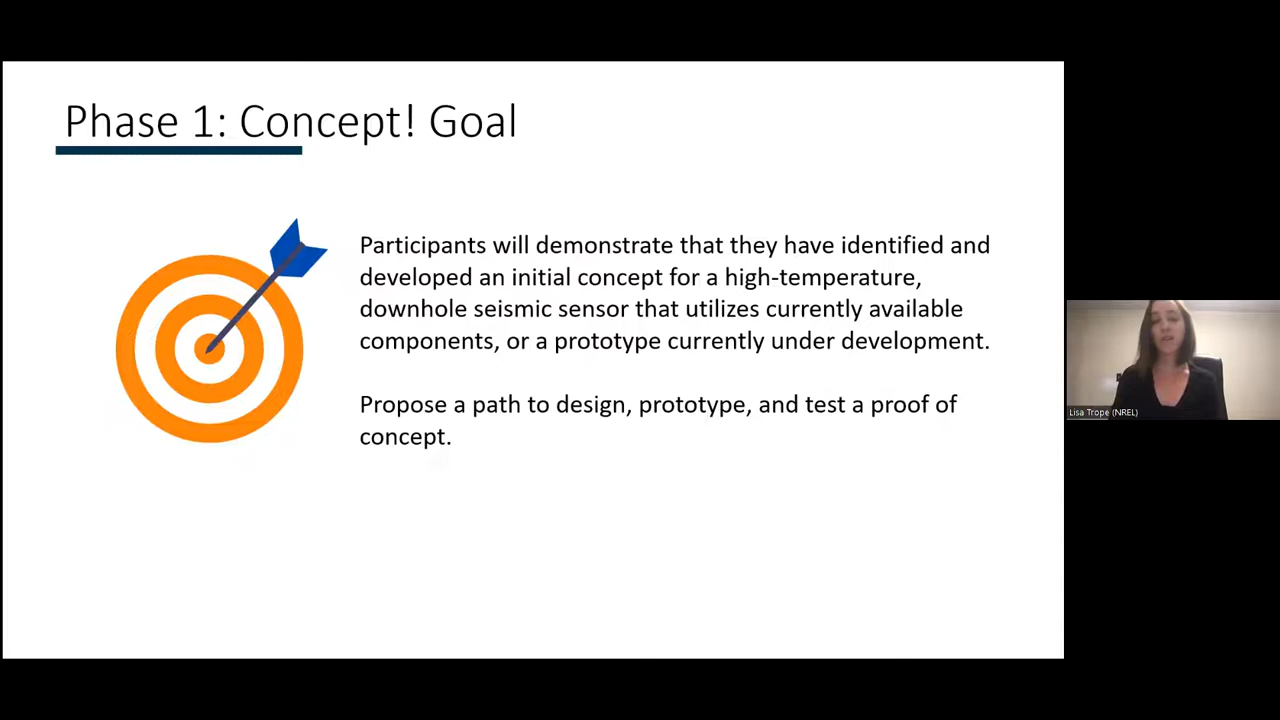 Phase 1: Concept! Goal
Participants will demonstrate that they have identified and
developed an initial concept for a high-temperature,
downhole seismic sensor that utilizes currently available
components, or a prototype currently under development.
Propose a path to design, prototype, and test a proof of
concept.
Lisa Trope (NREL)